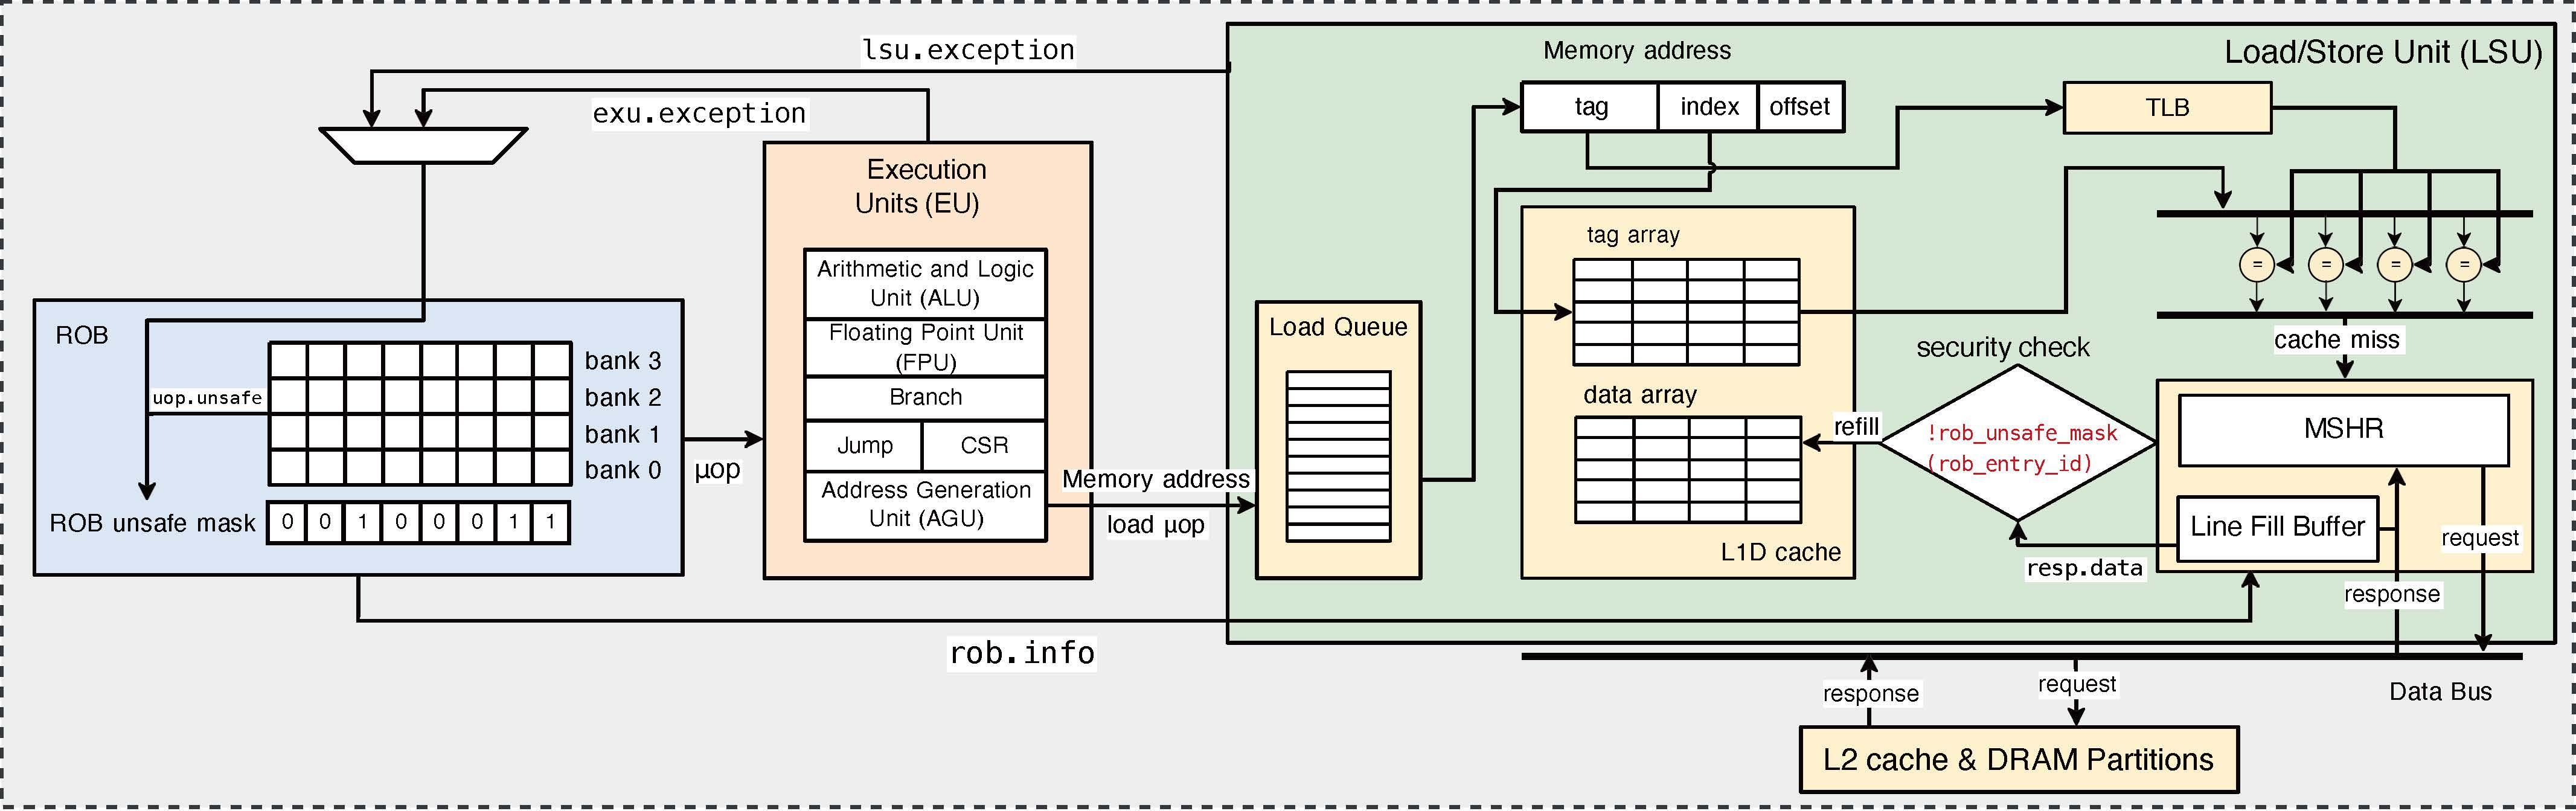 lsu.exception
exu.exception
ROB
bank 3
bank 2
bank 1
bank 0
uop.unsafe
ROB unsafe mask
0 0 1 0 0 0 1 1
μop
Execution
Units (EU)
Arithmetic and Logic
Unit (ALU)
Floating Point Unit
(FPU)
Branch
Jump
CSR
Address Generation
Unit (AGU)
Memory address
load μop
rob.info
Load/Store Unit (LSU)
Memory address
tag
index
offset
TLB
Load Queue
tag array
data array
L1D cache
= = = =
cache miss
security check
!rob_unsafe_mask
(rob_entry_id)
refill
MSHR
Line Fill Buffer
resp.data
request
response
response
request
Data Bus
L2 cache & DRAM Partitions